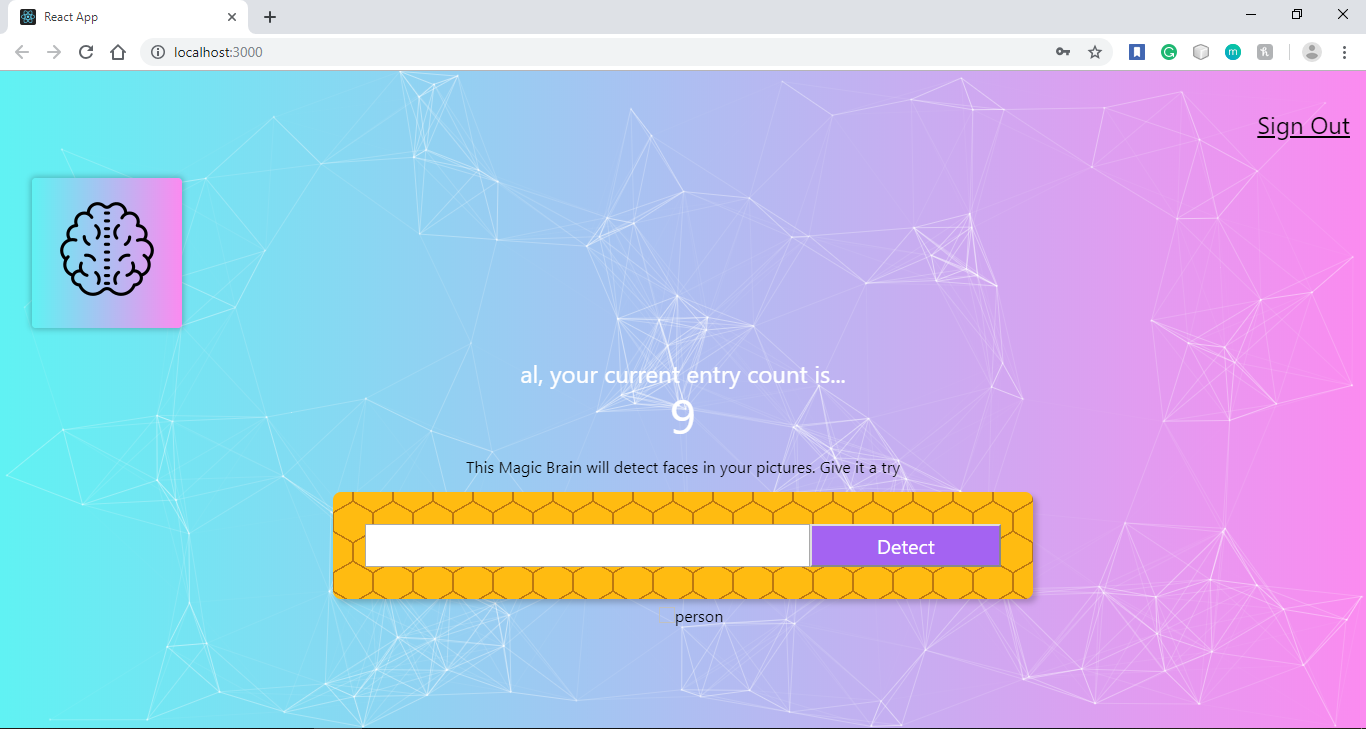 React App
localhost:3000
Sign Out
al, your current entry count is...
9
This Magic Brain will detect faces in your pictures. Give it a try
Detect
person